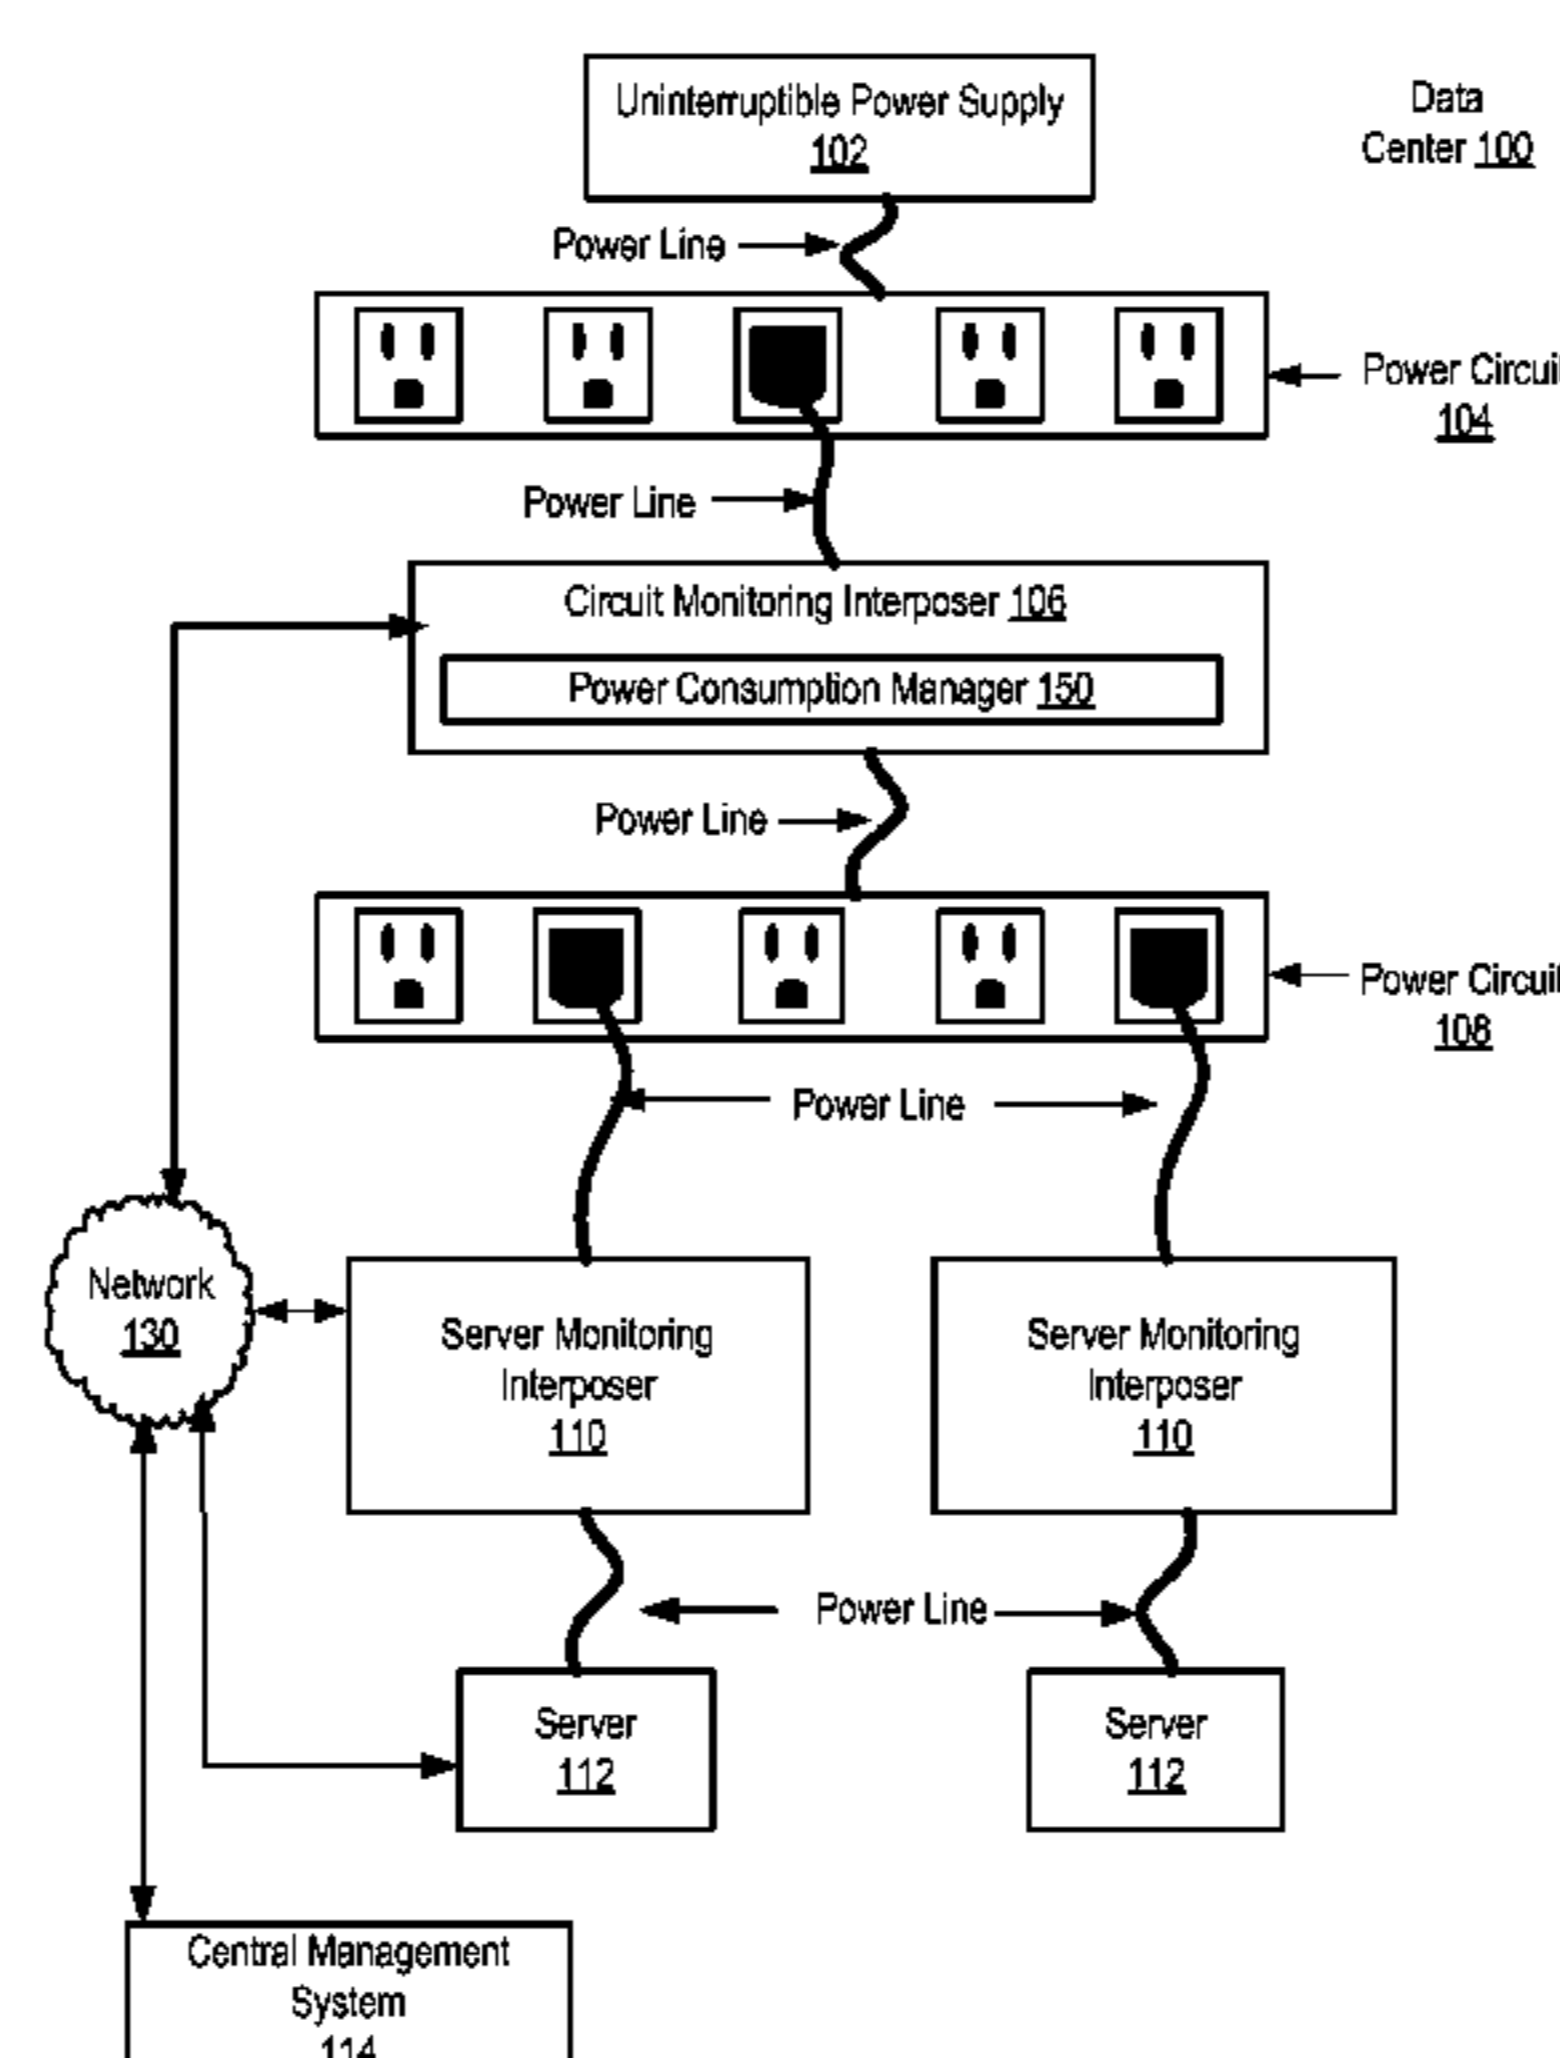 Uninterruptible Power Supply
102
Data
Center 100
Power Line
Power Circuit
104
Power Line
Circuit Monitoring Interposer 106
Power Consumption Manager 150
Power Line
Power Circuit
108
Power Line
Network
130
Server Monitoring
Interposer
110
Server Monitoring
Interposer
110
Power Line
Server
112
Server
112
Central Management
System
114